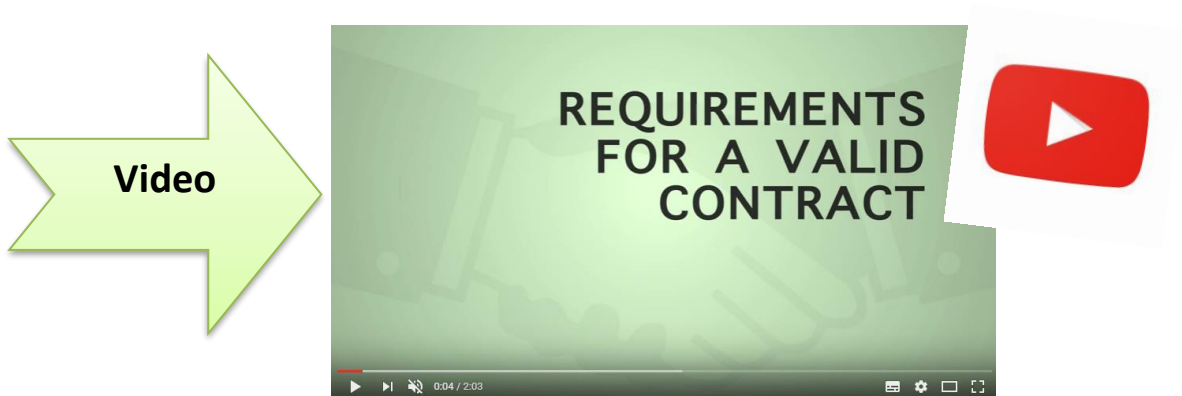 Video
REQUIREMENTS
FOR A VALID
CONTRACT
0:04 / 2:03